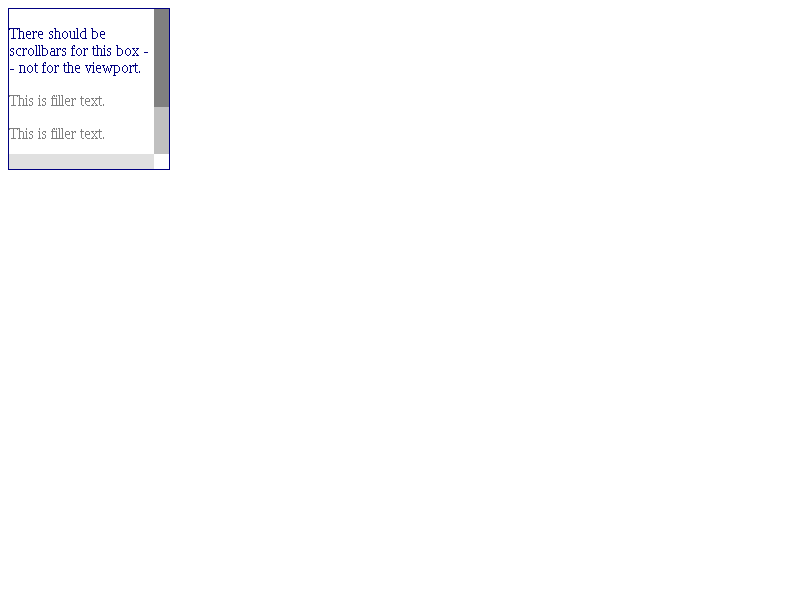 There should be
scrollbars for this box -
- not for the viewport.
This is filler text.
This is filler text.